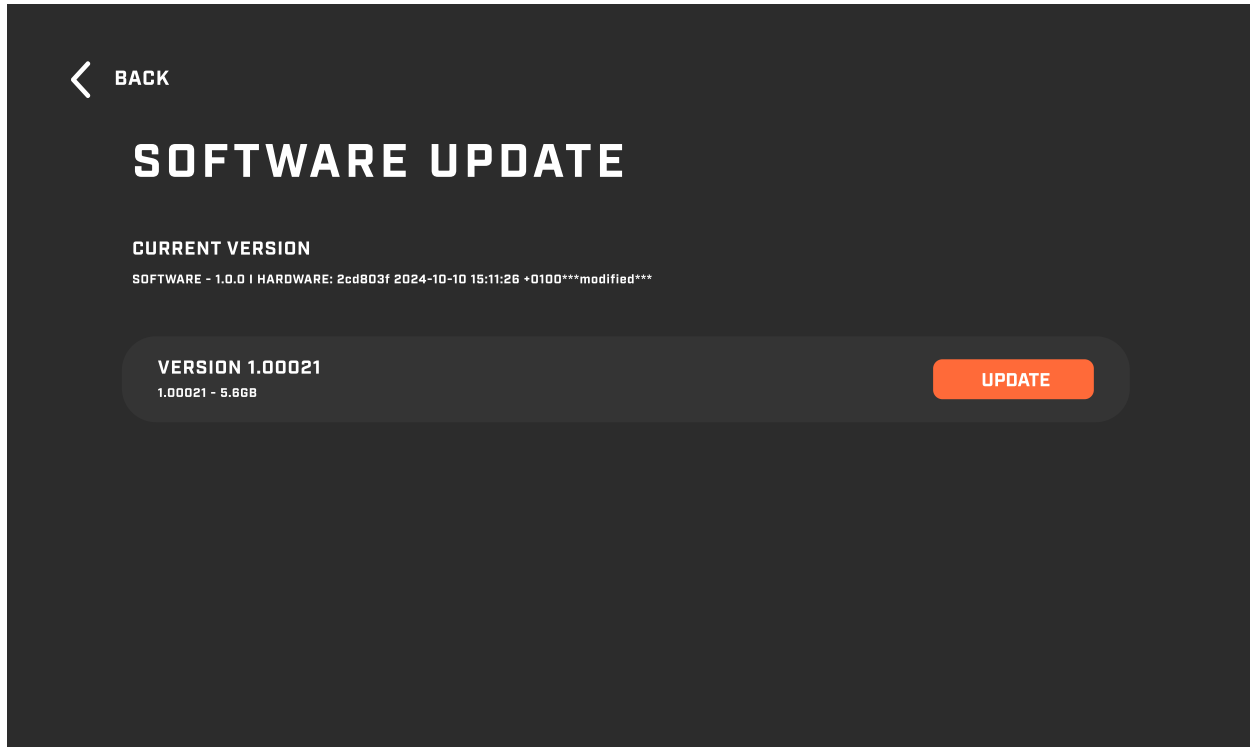 BACK
SOFTWARE UPDATE
CURRENT VERSION
SOFTWARE - 1.0.0 | HARDWARE: 2cd803f 2024-10-10 15:11:26 +0100***modified***
VERSION 1.00021
1.00021 - 5.6GB
UPDATE